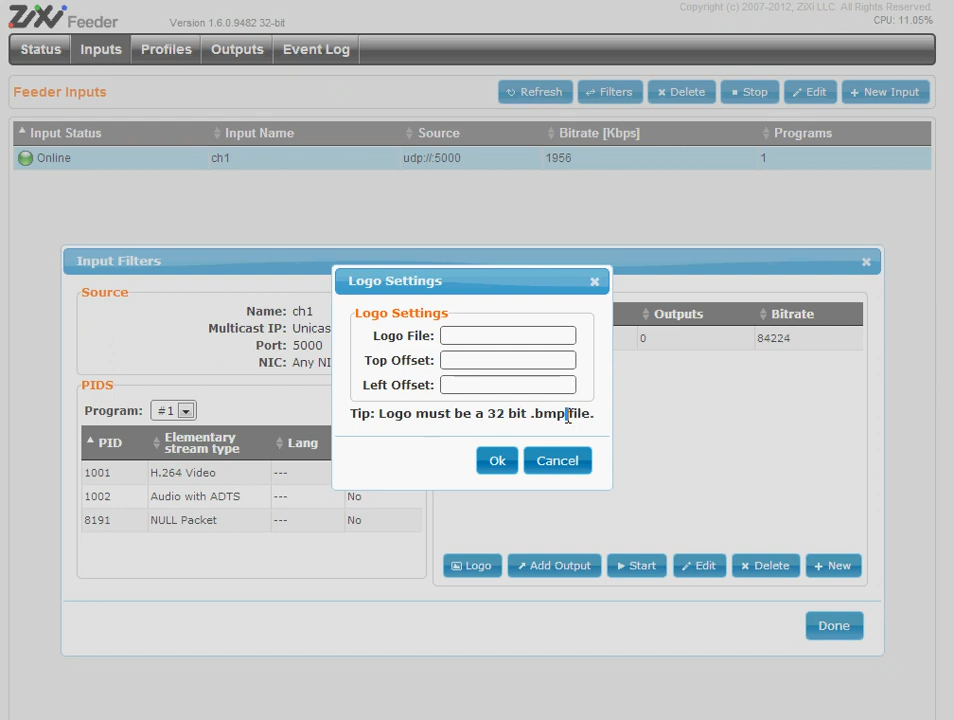 ZiXi Feeder Version 1.6.0.9482 32-bit
Copyright (c) 2007-2012, ZiXi LLC. All Rights Reserved.
CPU: 11.05%
Status Inputs Profiles Outputs Event Log
Feeder Inputs Refresh Filters Delete Stop Edit New Input
Input Status Input Name Source Bitrate [Kbps] Programs
Online ch1 udp://:5000 1956 1
Input Filters
Source
Name: ch1
Multicast IP: Unicas
Port: 5000
NIC: Any NI
PIDS
Program: #1
PID Elementary stream type Lang
1001 H.264 Video ---
1002 Audio with ADTS --- No
8191 NULL Packet --- No
Outputs Bitrate
0 84224
Logo Settings
Logo Settings
Logo File:
Top Offset:
Left Offset:
Tip: Logo must be a 32 bit .bmp file.
Ok Cancel
Logo Add Output Start Edit Delete New
Done